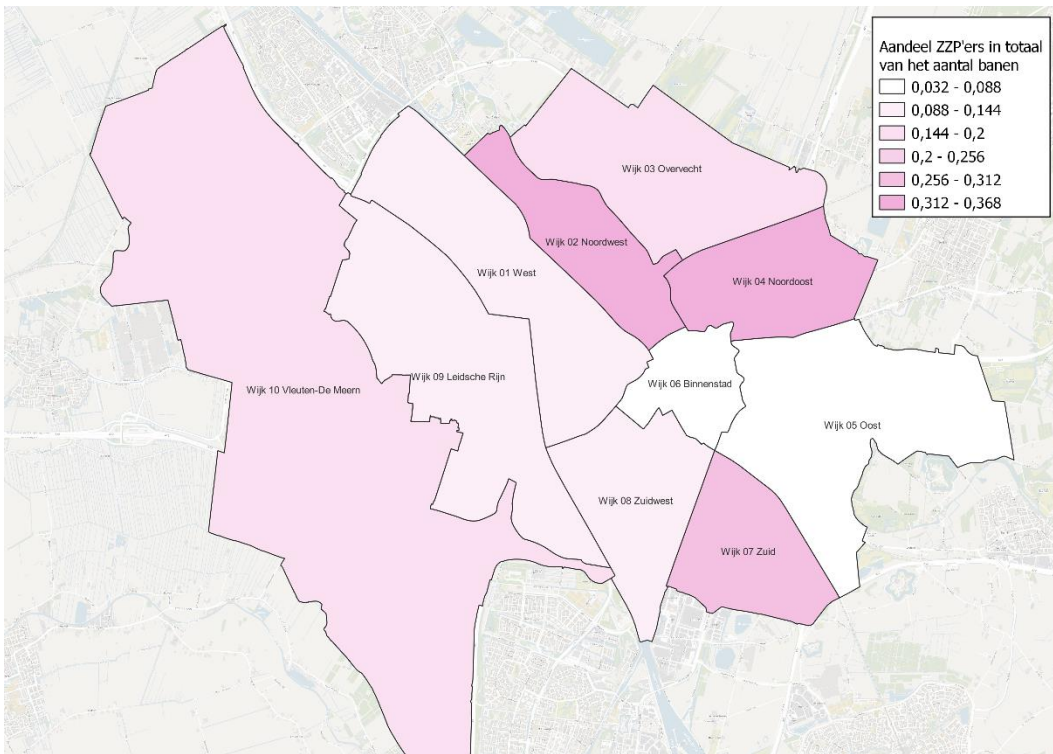 Aandeel ZZP'ers in totaal
van het aantal banen
0,032 - 0,088
0,088 - 0,144
0,144 - 0,2
0,2 - 0,256
0,256 - 0,312
0,312 - 0,368
Wijk 03 Overvecht
Wijk 02 Noordwest
Wijk 01 West
Wijk 04 Noordoost
Wijk 09 Leidsche Rijn
Wijk 10 Vleuten-De Meern
Wijk 06 Binnenstad
Wijk 05 Oost
Wijk 08 Zuidwest
Wijk 07 Zuid